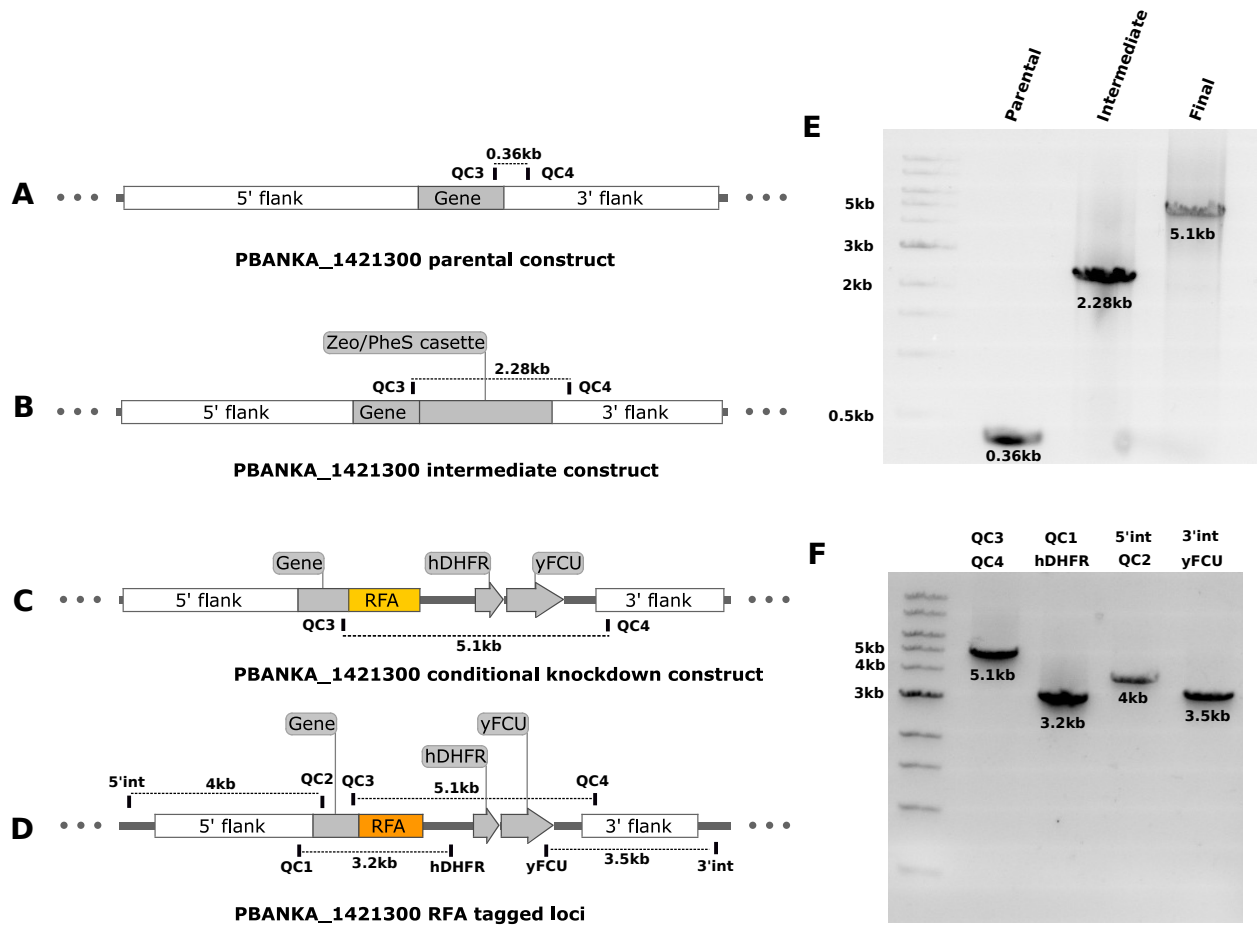 A
0.36kb
QC3
QC4
5' flank
Gene
3' flank
PBANKA_1421300 parental construct
Zeo/PheS casette
2.28kb
QC3
QC4
B
5' flank
Gene
3' flank
PBANKA_1421300 intermediate construct
Gene
hDHFR
yFCU
C
5' flank
RFA
3' flank
QC3
QC4
5.1kb
PBANKA_1421300 conditional knockdown construct
Gene
yFCU
hDHFR
5'int
4kb
QC2
QC3
5.1kb
QC4
D
5' flank
RFA
3' flank
QC1
3.2kb
hDHFR
yFCU
3.5kb
3'int
PBANKA_1421300 RFA tagged loci
E
Parental
Intermediate
Final
5kb
3kb
2kb
0.5kb
5.1kb
2.28kb
0.36kb
F
QC3
QC4
QC1
hDHFR
5'int
QC2
3'int
yFCU
5kb
4kb
3kb
5.1kb
3.2kb
4kb
3.5kb